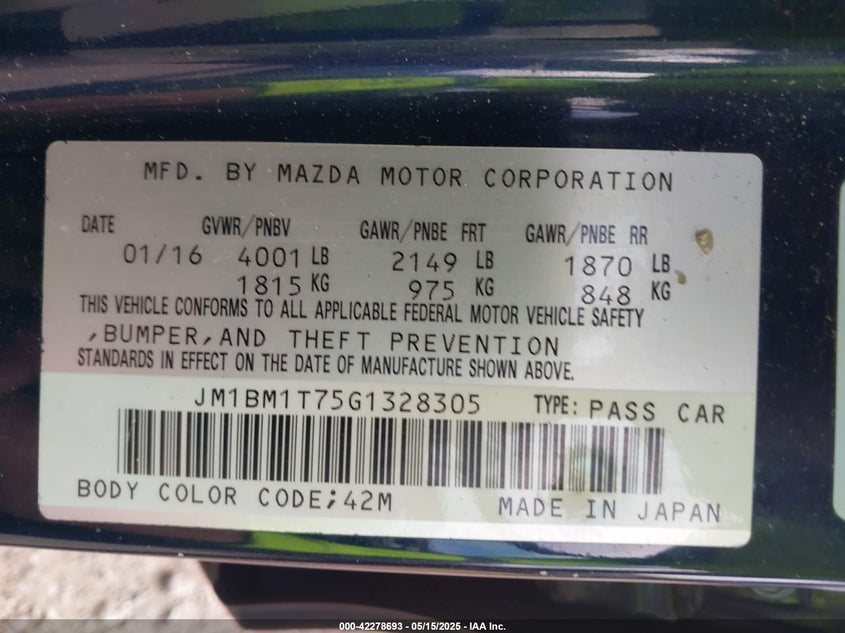 MFD. BY MAZDA MOTOR CORPORATION
DATE GVWR/PNBV GAWR/PNBE FRT GAWR/PNBE RR
01/16 4001 LB 2149 LB 1870 LB
1815 KG 975 KG 848 KG
THIS VEHICLE CONFORMS TO ALL APPLICABLE FEDERAL MOTOR VEHICLE SAFETY
,BUMPER,AND THEFT PREVENTION
STANDARDS IN EFFECT ON THE DATE OF MANUFACTURE SHOWN ABOVE.
JM1BM1T75G1328305 TYPE: PASS CAR
BODY COLOR CODE;42M MADE IN JAPAN
000-42278693 - 05/15/2025 - IAA Inc.